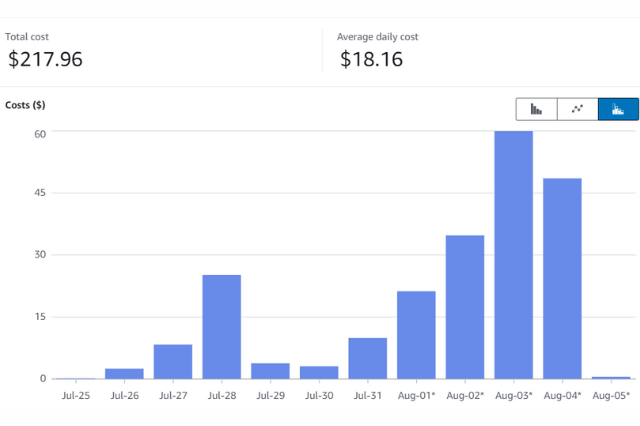 Total cost
$217.96
Average daily cost
$18.16
Costs ($)
60
45
30
15
0
Jul-25 Jul-26 Jul-27 Jul-28 Jul-29 Jul-30 Jul-31 Aug-01* Aug-02* Aug-03* Aug-04* Aug-05*